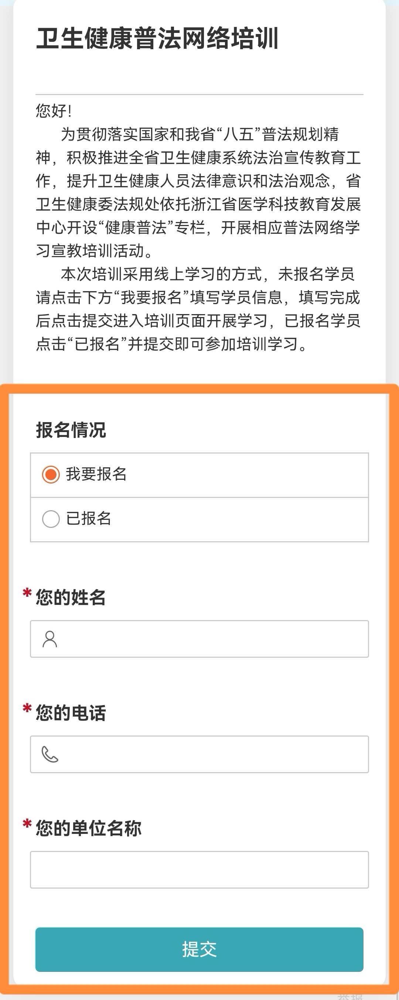 卫生健康普法网络培训
您好!
为贯彻落实国家和我省“八五”普法规划精
神，积极推进全省卫生健康系统法治宣传教育工
作，提升卫生健康人员法律意识和法治观念，省
卫生健康委法规处依托浙江省医学科技教育发展
中心开设“健康普法”专栏，开展相应普法网络学
习宣教培训活动。
本次培训采用线上学习的方式，未报名学员
请点击下方“我要报名”填写学员信息，填写完成
后点击提交进入培训页面开展学习，已报名学员
点击“已报名”并提交即可参加培训学习。
报名情况
我要报名
已报名
*您的姓名
*您的电话
*您的单位名称
提交
举报